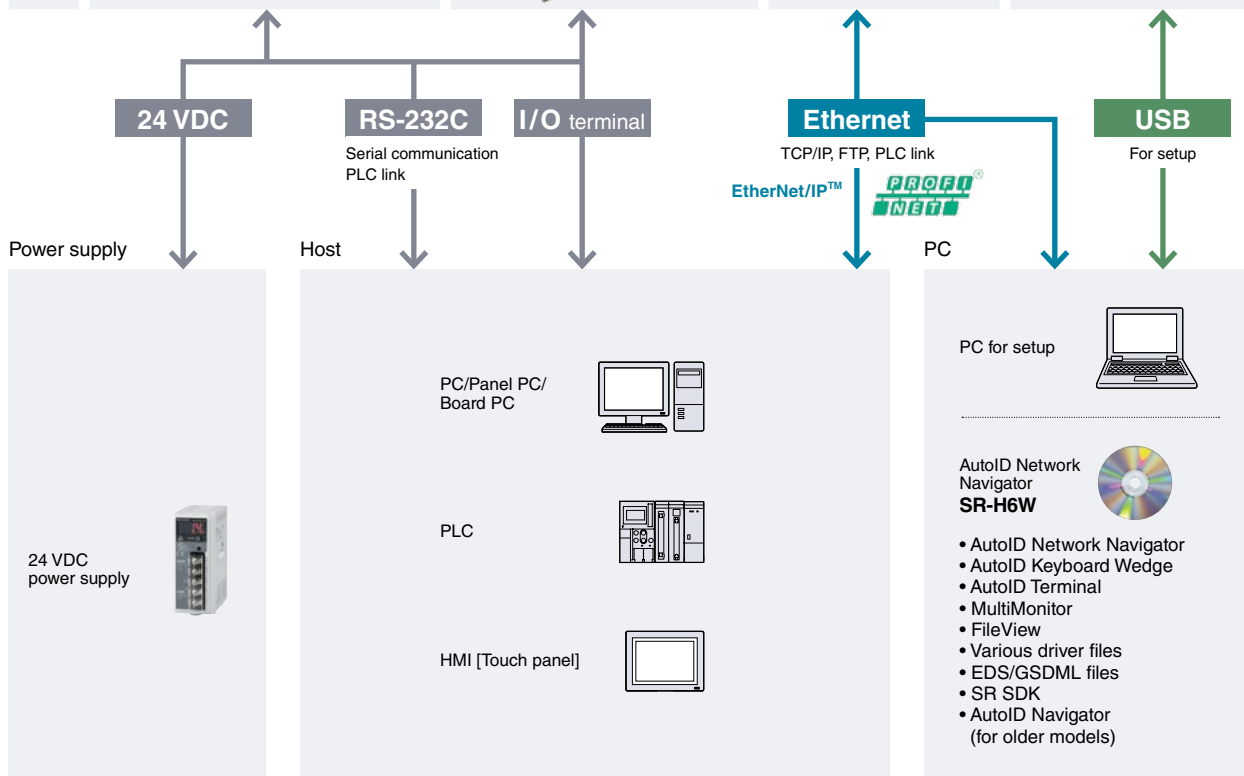 24 VDC
RS-232C
I/O terminal
Ethernet
USB
Serial communication
PLC link
TCP/IP, FTP, PLC link
For setup
EtherNet/IP™
PROFI®
NET
Power supply
Host
PC
24 VDC
power supply
PC/Panel PC/
Board PC
PLC
HMI [Touch panel]
PC for setup
AutoID Network
Navigator
SR-H6W
• AutoID Network Navigator
• AutoID Keyboard Wedge
• AutoID Terminal
• MultiMonitor
• FileView
• Various driver files
• EDS/GSDML files
• SR SDK
• AutoID Navigator
(for older models)